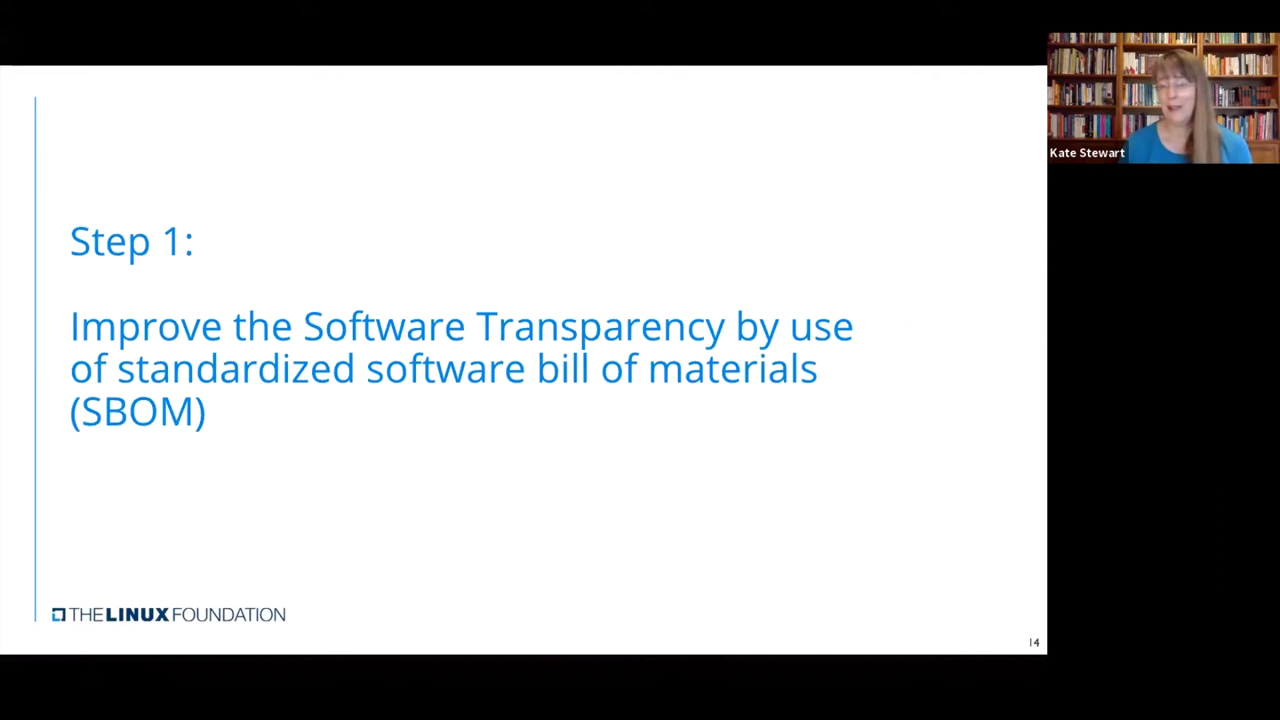 Step 1:
Improve the Software Transparency by use
of standardized software bill of materials
(SBOM)
THE LINUX FOUNDATION
14
Kate Stewart